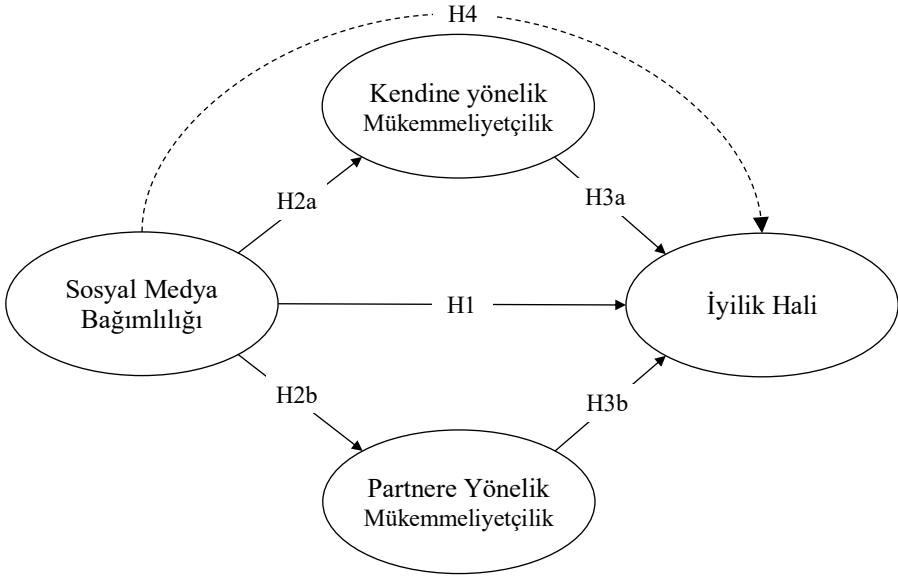 H4
Kendine yönelik
Mükemmeliyetçilik
H2a
H3a
Sosyal Medya
Bağımlılığı
H1
İyilik Hali
H2b
H3b
Partnere Yönelik
Mükemmeliyetçilik